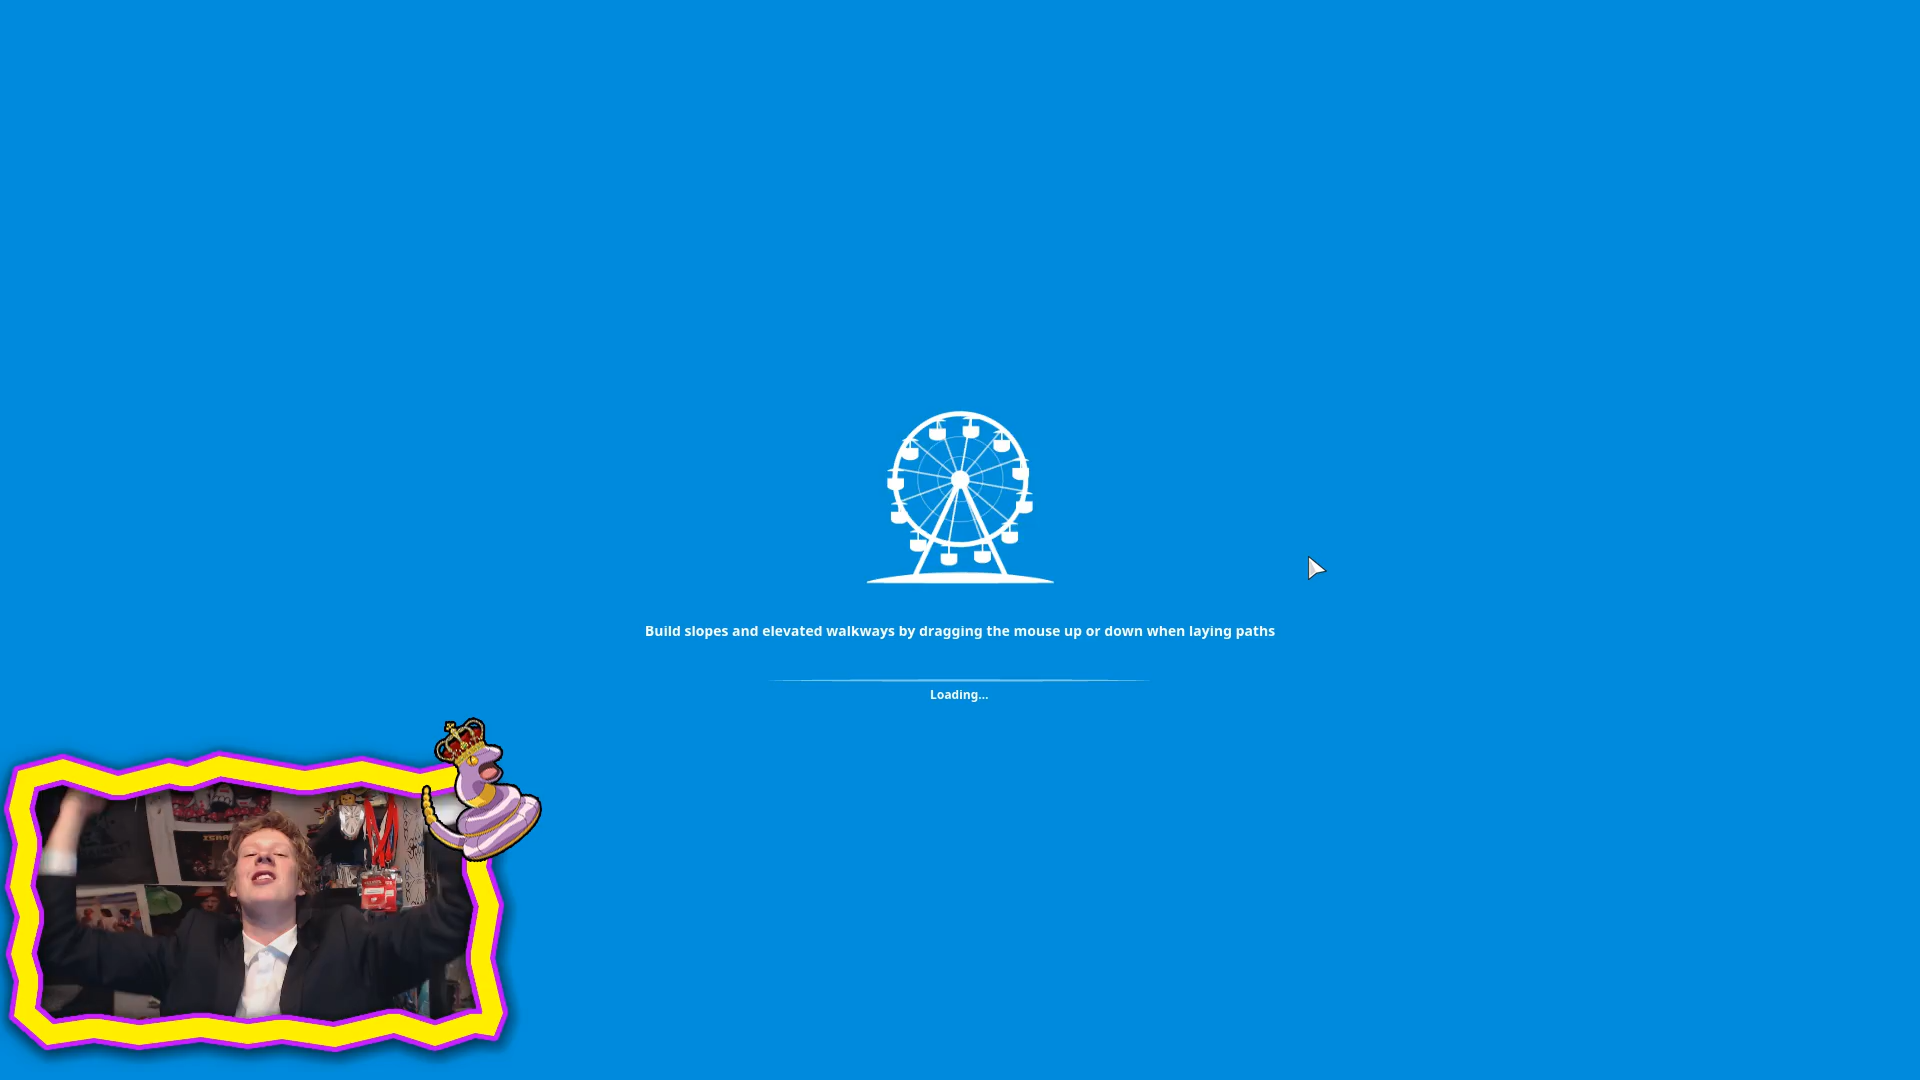 Build slopes and elevated walkways by dragging the mouse up or down when laying paths
Loading...